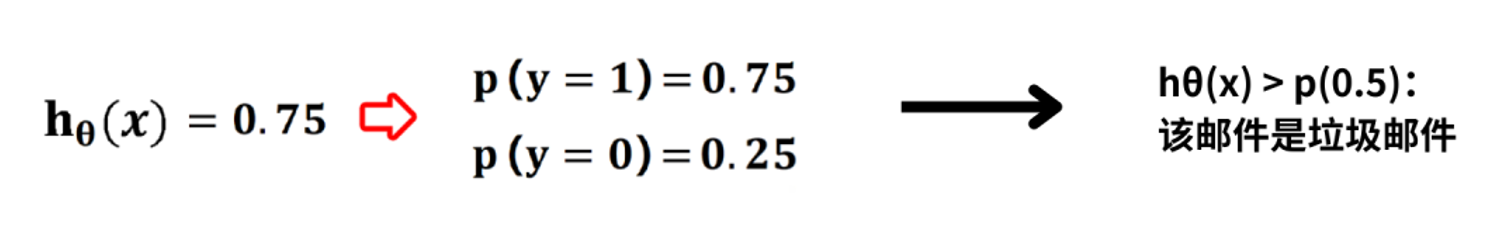 h_θ(x) = 0.75
p(y = 1)=0.75
p(y = 0)=0.25
hθ(x) > p(0.5)：
该邮件是垃圾邮件